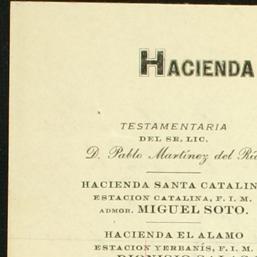 HACIENDA
TESTAMENTARIA
DEL SR. LIC.
D. Pablo Martínez del Río
HACIENDA SANTA CATALIN
ESTACION CATALINA, F. I. M.
ADMOR. MIGUEL SOTO.
HACIENDA EL ALAMO
ESTACION YERBANÍS, F. I. M.